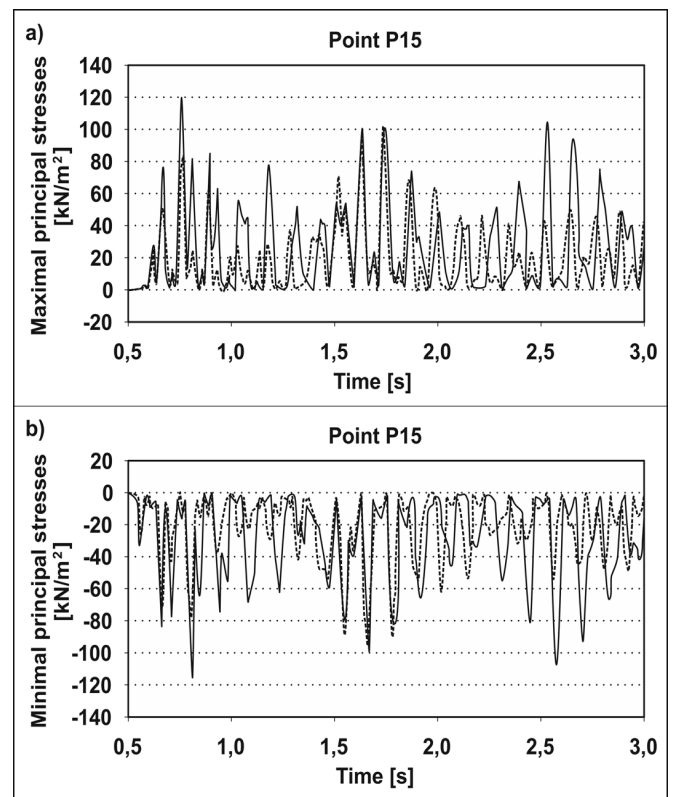 a)
Point P15
Maximal principal stresses
[kN/m²]
140
120
100
80
60
40
20
0
-20
0,5 1,0 1,5 2,0 2,5 3,0
Time [s]
b)
Point P15
Minimal principal stresses
[kN/m²]
20
0
-20
-40
-60
-80
-100
-120
-140
0,5 1,0 1,5 2,0 2,5 3,0
Time [s]